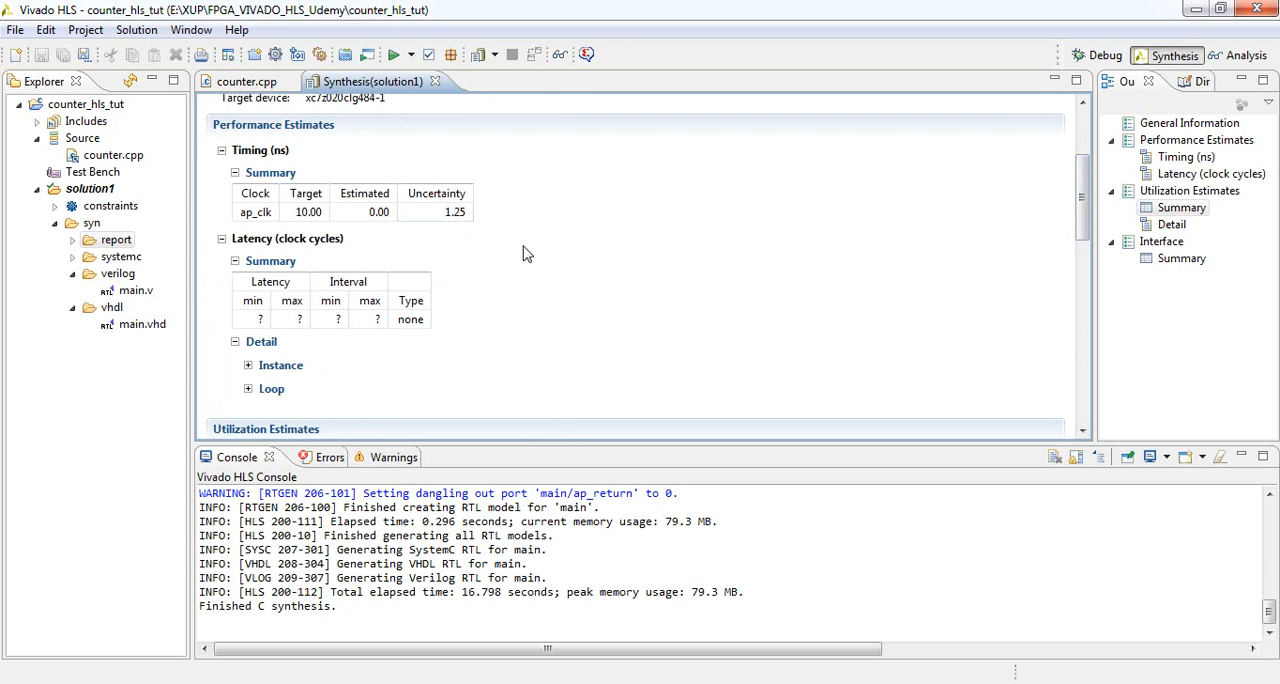 Vivado HLS - counter_hls_tut (E:\XUP\FPGA_VIVADO_HLS_Udemy\counter_hls_tut)
File Edit Project Solution Window Help
Debug Synthesis Analysis
Explorer
counter_hls_tut
Includes
Source
counter.cpp
Test Bench
solution1
constraints
syn
report
systemc
verilog
main.v
vhdl
main.vhd
counter.cpp Synthesis(solution1)
Target device: xc7z020clg484-1
Performance Estimates
Timing (ns)
Summary
Clock Target Estimated Uncertainty
ap_clk 10.00 0.00 1.25
Latency (clock cycles)
Summary
Latency Interval
min max min max Type
? ? ? ? none
Detail
Instance
Loop
Utilization Estimates
Ou Dir
General Information
Performance Estimates
Timing (ns)
Latency (clock cycles)
Utilization Estimates
Summary
Detail
Interface
Summary
Console Errors Warnings
Vivado HLS Console
WARNING: [RTGEN 206-101] Setting dangling out port 'main/ap_return' to 0.
INFO: [RTGEN 206-100] Finished creating RTL model for 'main'.
INFO: [HLS 200-111] Elapsed time: 0.296 seconds; current memory usage: 79.3 MB.
INFO: [HLS 200-10] Finished generating all RTL models.
INFO: [SYSC 207-301] Generating SystemC RTL for main.
INFO: [VHDL 208-304] Generating VHDL RTL for main.
INFO: [VLOG 209-307] Generating Verilog RTL for main.
INFO: [HLS 200-112] Total elapsed time: 16.798 seconds; peak memory usage: 79.3 MB.
Finished C synthesis.